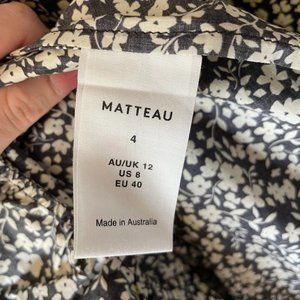 MATTEAU
4
AU/UK 12
US 8
EU 40
Made in Australia